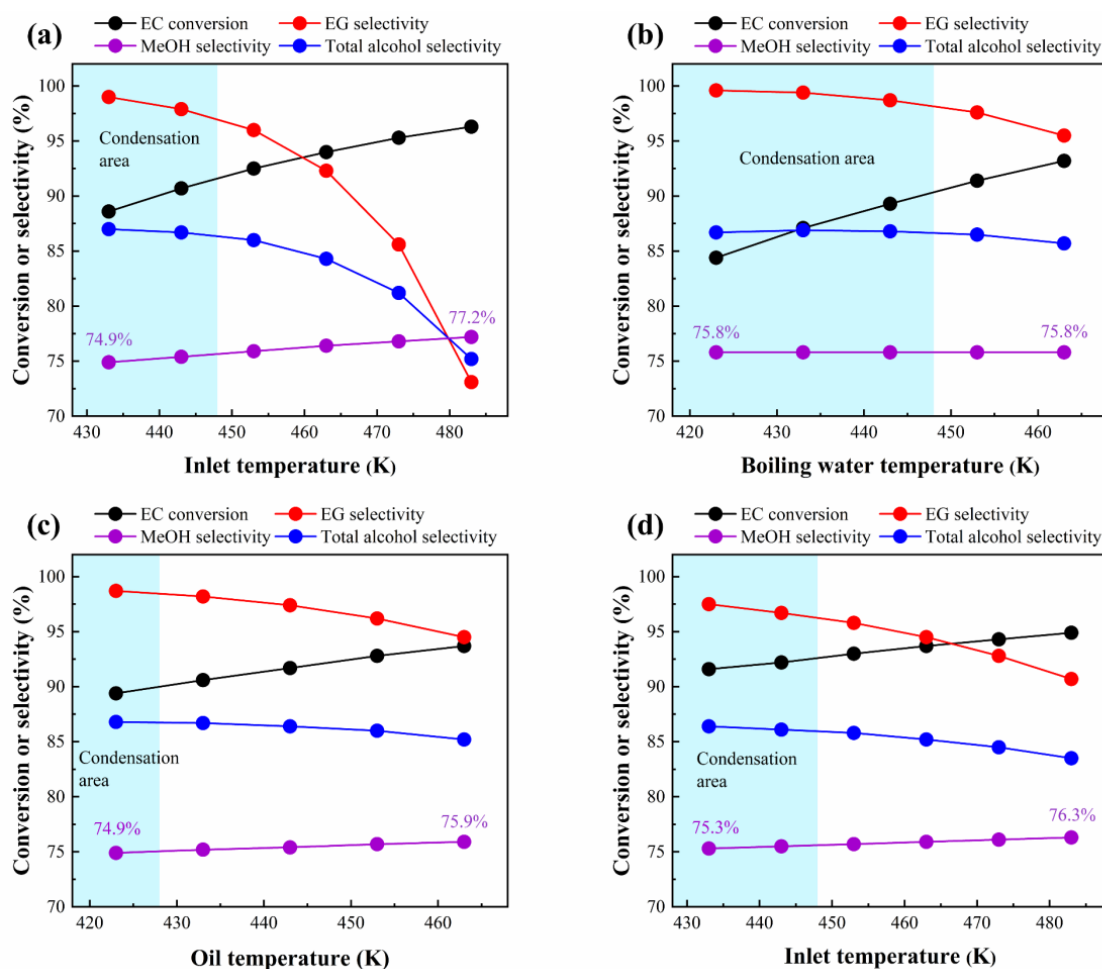 (a)
EC conversion
EG selectivity
MeOH selectivity
Total alcohol selectivity
Conversion or selectivity (%)
100
95
90
85
80
75
70
Condensation
area
74.9%
77.2%
430 440 450 460 470 480
Inlet temperature (K)
(b)
EC conversion
EG selectivity
MeOH selectivity
Total alcohol selectivity
Conversion or selectivity (%)
100
95
90
85
80
75
70
Condensation area
75.8%
75.8%
420 430 440 450 460
Boiling water temperature (K)
(c)
EC conversion
EG selectivity
MeOH selectivity
Total alcohol selectivity
Conversion or selectivity (%)
100
95
90
85
80
75
70
Condensation
area
74.9%
75.9%
420 430 440 450 460
Oil temperature (K)
(d)
EC conversion
EG selectivity
MeOH selectivity
Total alcohol selectivity
Conversion or selectivity (%)
100
95
90
85
80
75
70
Condensation
area
75.3%
76.3%
430 440 450 460 470 480
Inlet temperature (K)